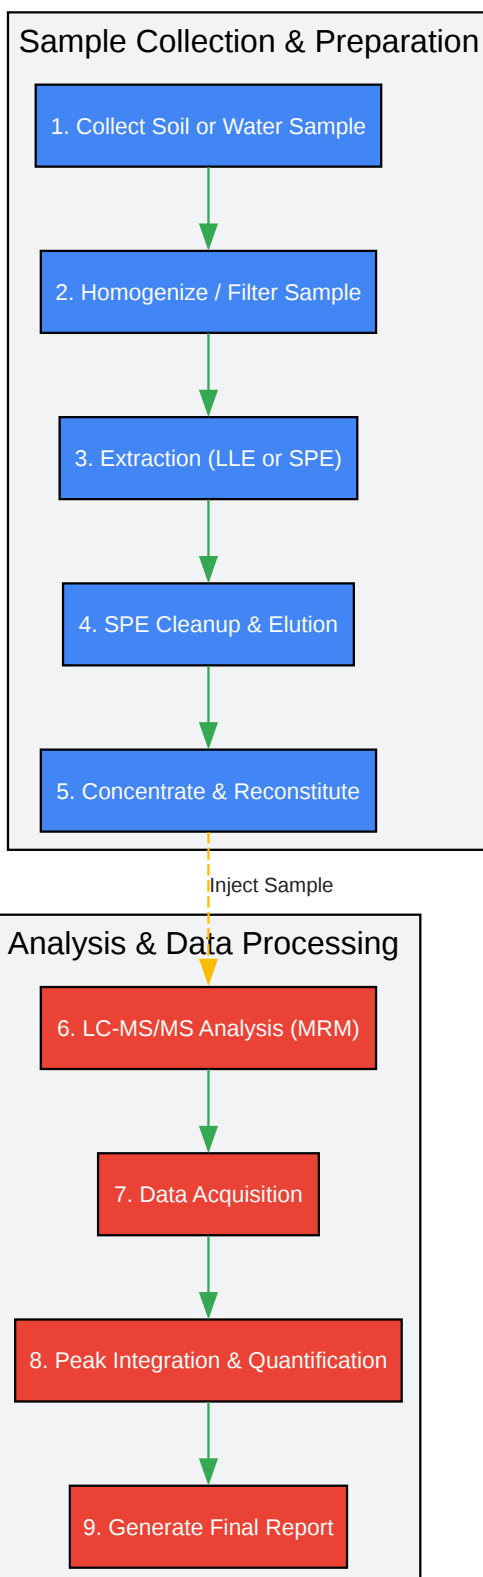 Sample Collection & Preparation
1. Collect Soil or Water Sample
2. Homogenize / Filter Sample
3. Extraction (LLE or SPE)
4. SPE Cleanup & Elution
5. Concentrate & Reconstitute
Inject Sample
Analysis & Data Processing
6. LC-MS/MS Analysis (MRM)
7. Data Acquisition
8. Peak Integration & Quantification
9. Generate Final Report